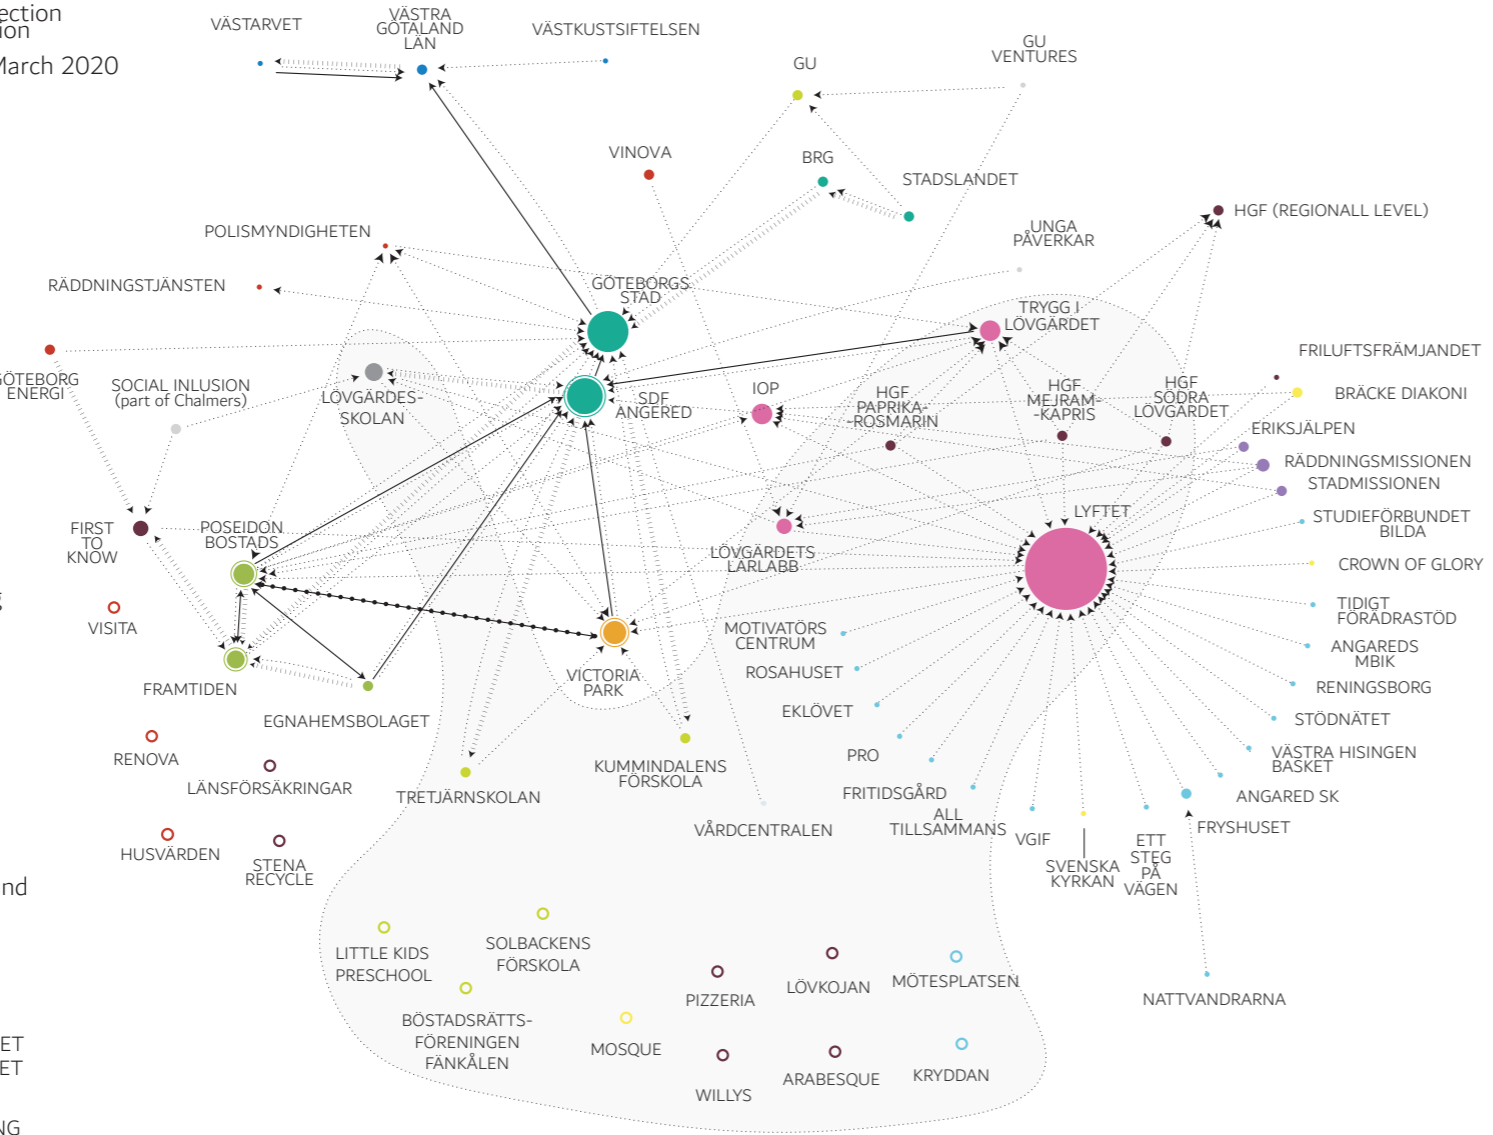 ection
ion
March 2020
VÄSTARVET
VÄSTRA
GÖTALAND
LÄN
VÄSTKUSTSIFTELSEN
GU
GU
VENTURES
VINOVA
BRG
STADSLANDET
HGF (REGIONALL LEVEL)
POLISMYNDIGHETEN
UNGA
PÅVERKAR
RÄDDNINGSTJÄNSTEN
GÖTEBORGS
STAD
TRYGG I
LÖVGÄRDET
GÖTEBORG
ENERGI
SOCIAL INLUSION
(part of Chalmers)
LÖVGÄRDES-
SKOLAN
SDF
ANGERED
IOP
HGF
PAPRIKA-
-ROSMARIN
HGF
MEJRAM-
-KAPRIS
HGF
SÖDRA
LÖVGÄRDET
FRILUFTSFRÄMJANDET
BRÄCKE DIAKONI
ERIKSJÄLPEN
RÄDDNINGSMISSIONEN
STADMISSIONEN
STUDIEFÖRBUNDET
BILDA
CROWN OF GLORY
TIDIGT
FÖRÄDRASTÖD
ANGAREDS
MBIK
RENINGSBORG
STÖDNÄTET
VÄSTRA HISINGEN
BASKET
ANGARED SK
FRYSHUSET
FIRST
TO
KNOW
POSEIDON
BOSTADS
LÖVGÄRDETS
LÄRLABB
LYFTET
g
VISITA
FRAMTIDEN
EGNAHEMSBOLAGET
VICTORIA
PARK
MOTIVATÖRS
CENTRUM
ROSAHUSET
EKLÖVET
PRO
FRITIDSGÅRD
ALL
TILLSAMMANS
VGIF
SVENSKA
KYRKAN
ETT
STEG
PÅ
VÄGEN
RENOVA
LÄNSFÖRSÄKRINGAR
TRETJÄRNSKOLAN
KUMMINDALENS
FÖRSKOLA
VÅRDCENTRALEN
HUSVÄRDEN
STENA
RECYCLE
nd
LITTLE KIDS
PRESCHOOL
SOLBACKENS
FÖRSKOLA
PIZZERIA
LÖVKOJAN
MÖTESPLATSEN
NATTVANDRARNA
BÖSTADSRÄTTS-
FÖRENINGEN
FÄNKÅLEN
MOSQUE
WILLYS
ARABESQUE
KRYDDAN
ET
ET
NG